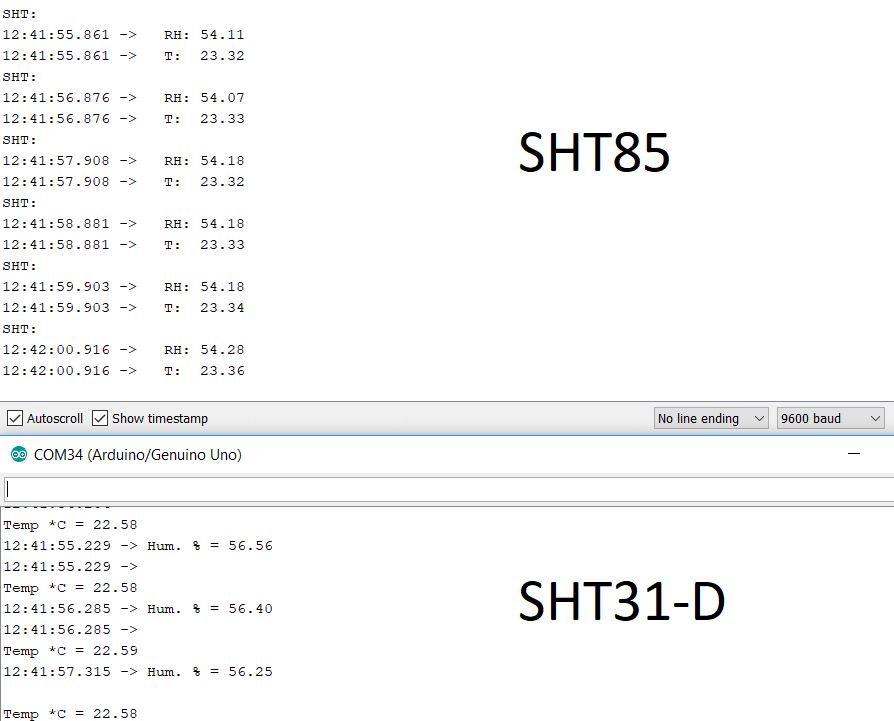 SHT:
12:41:55.861 -> RH: 54.11
12:41:55.861 -> T: 23.32
SHT:
12:41:56.876 -> RH: 54.07
12:41:56.876 -> T: 23.33
SHT:
12:41:57.908 -> RH: 54.18
12:41:57.908 -> T: 23.32
SHT:
12:41:58.881 -> RH: 54.18
12:41:58.881 -> T: 23.33
SHT:
12:41:59.903 -> RH: 54.18
12:41:59.903 -> T: 23.34
SHT:
12:42:00.916 -> RH: 54.28
12:42:00.916 -> T: 23.36
SHT85
Autoscroll Show timestamp No line ending 9600 baud
COM34 (Arduino/Genuino Uno)
Temp *C = 22.58
12:41:55.229 -> Hum. % = 56.56
12:41:55.229 ->
Temp *C = 22.58
12:41:56.285 -> Hum. % = 56.40
12:41:56.285 ->
Temp *C = 22.59
12:41:57.315 -> Hum. % = 56.25
Temp *C = 22.58
SHT31-D